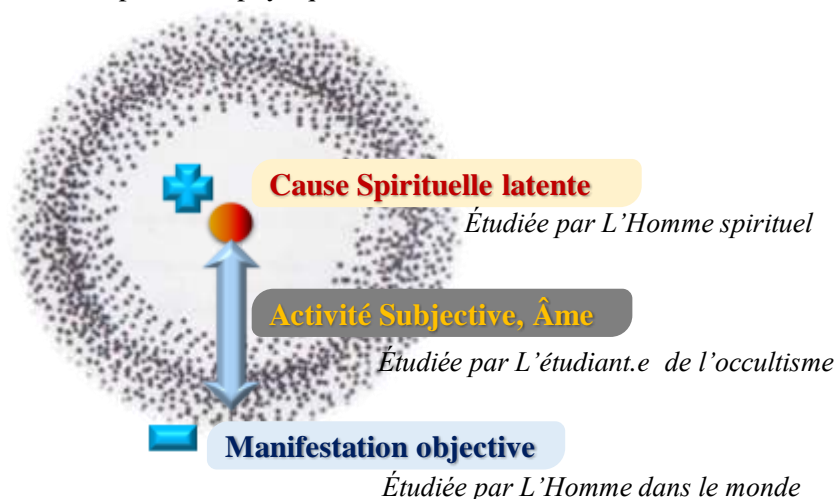 Cause Spirituelle latente
Étudiée par L’Homme spirituel
Activité Subjective, Âme
Étudiée par L’étudiant.e de l’occultisme
Manifestation objective
Étudiée par L’Homme dans le monde